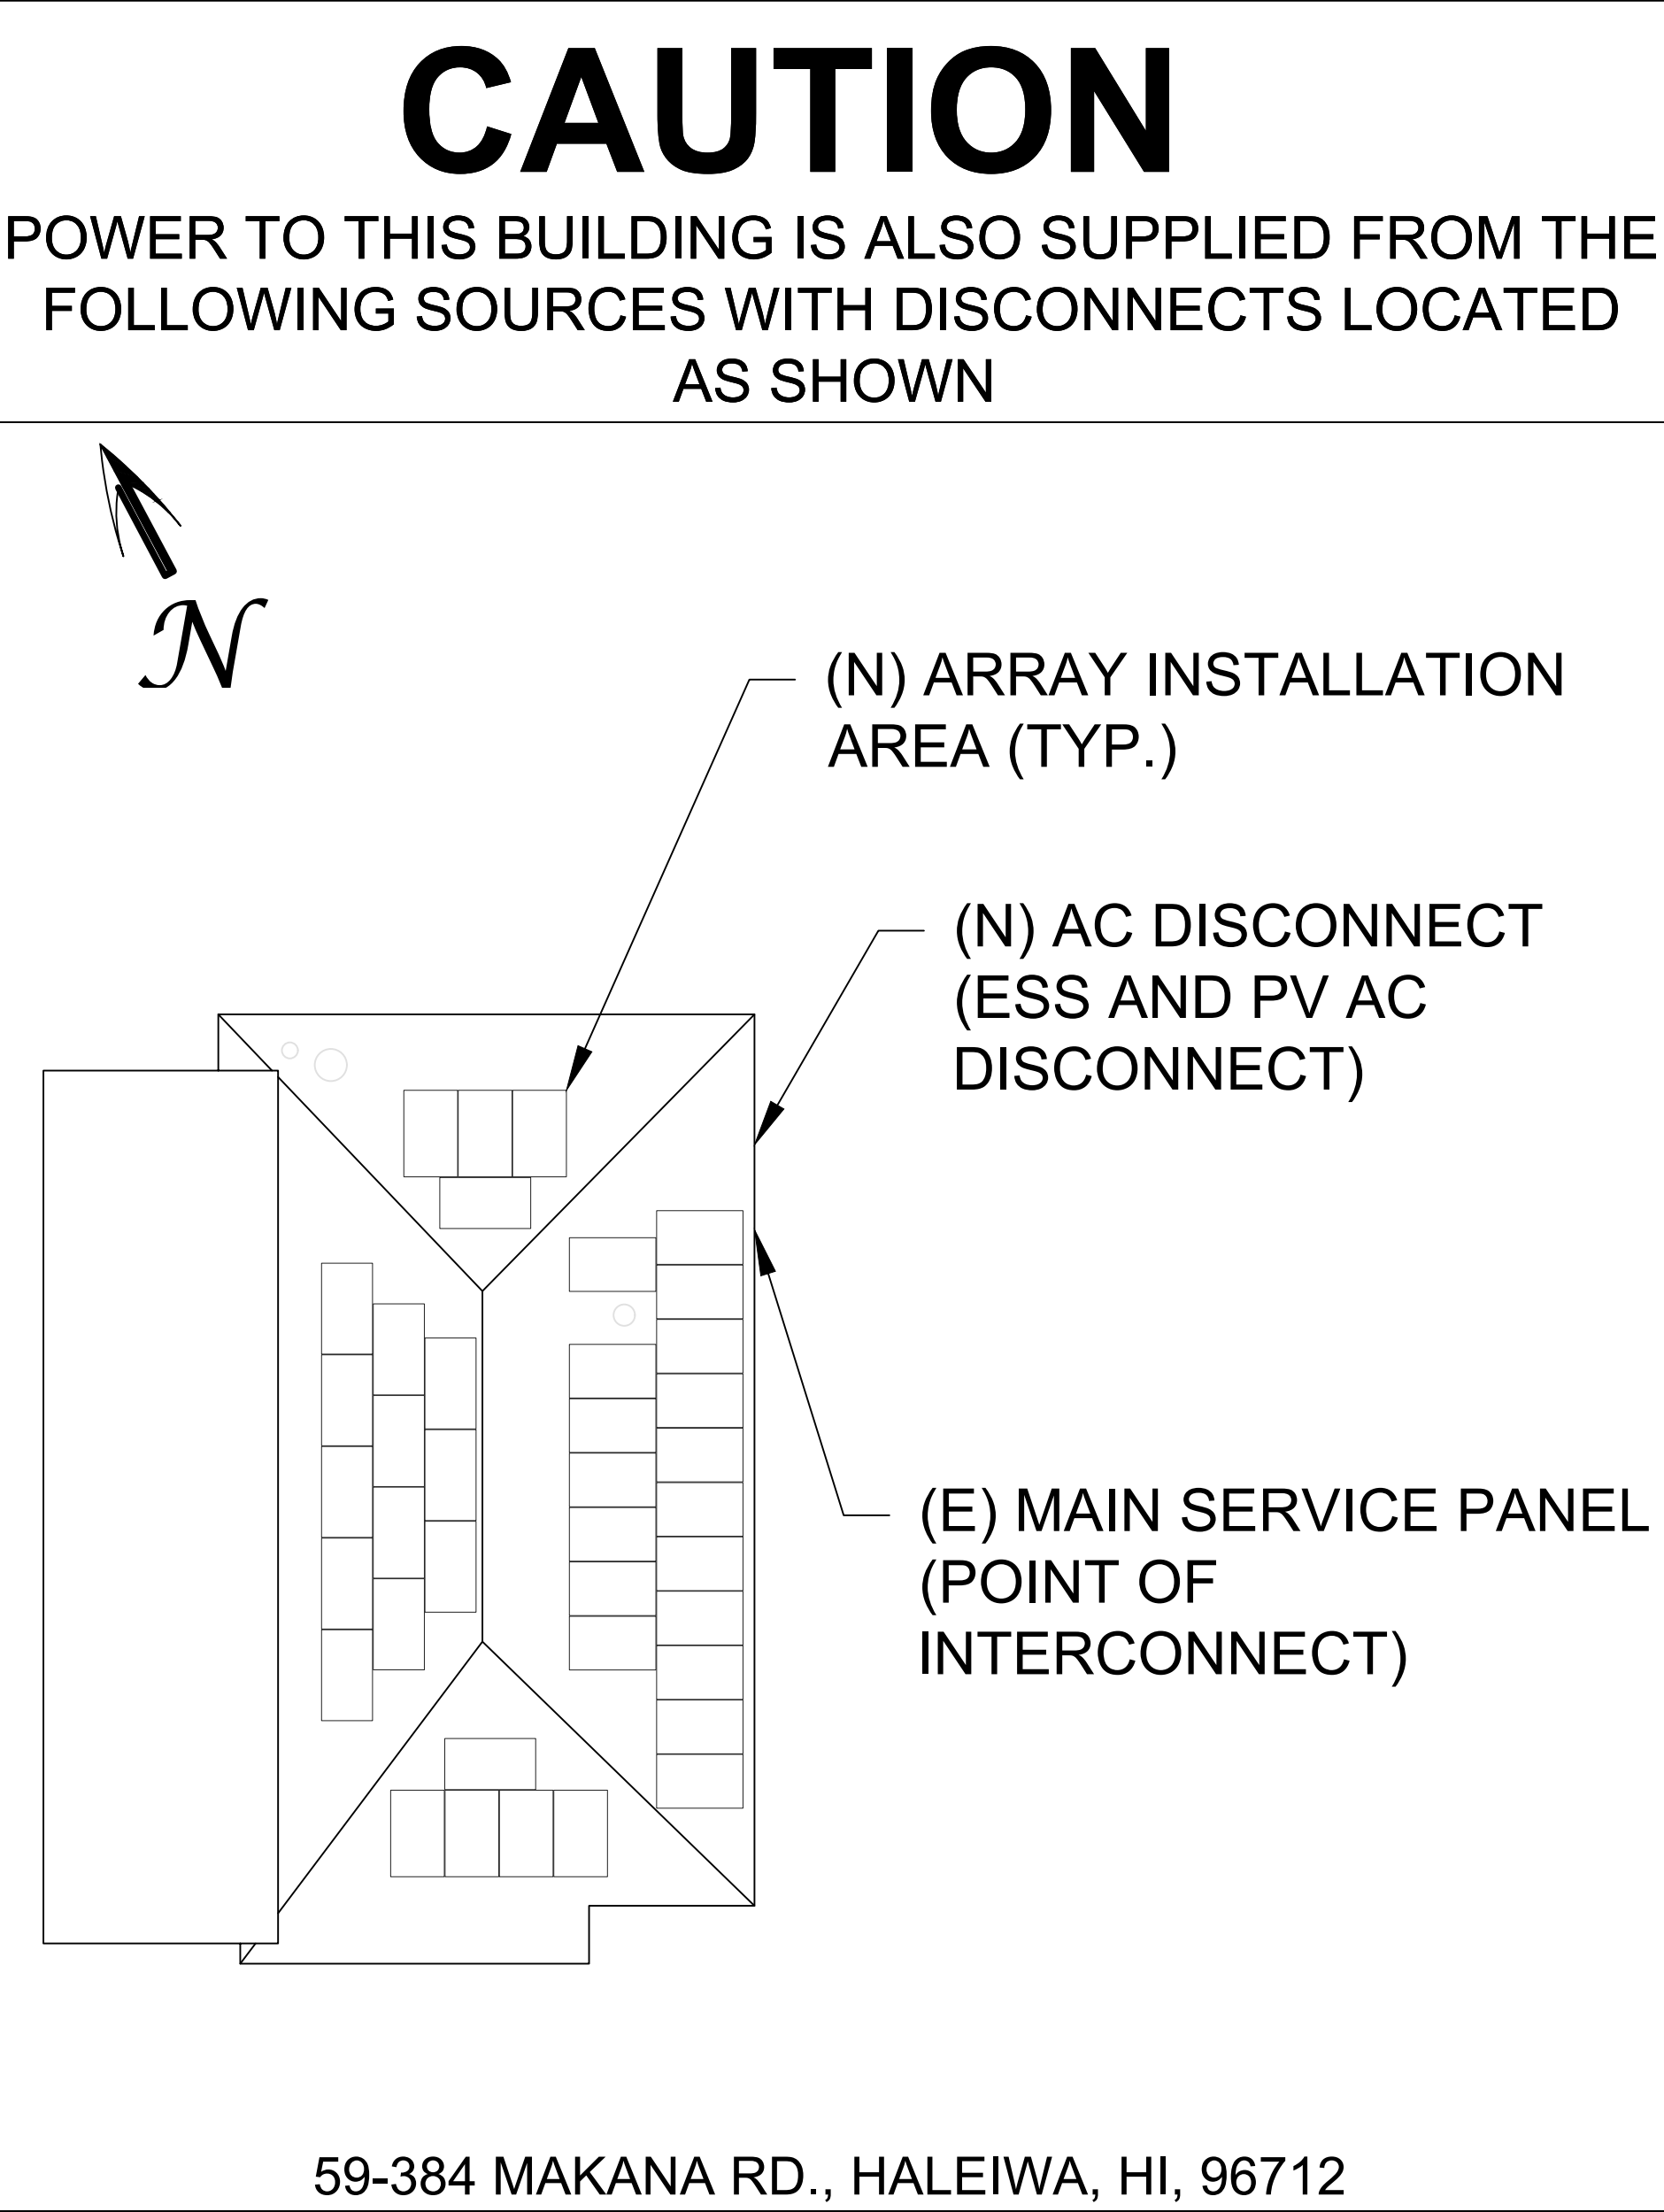 CAUTION
POWER TO THIS BUILDING IS ALSO SUPPLIED FROM THE
FOLLOWING SOURCES WITH DISCONNECTS LOCATED
AS SHOWN
N
(N) ARRAY INSTALLATION
AREA (TYP.)
(N) AC DISCONNECT
(ESS AND PV AC
DISCONNECT)
(E) MAIN SERVICE PANEL
(POINT OF
INTERCONNECT)
59-384 MAKANA RD., HALEIWA, HI, 96712